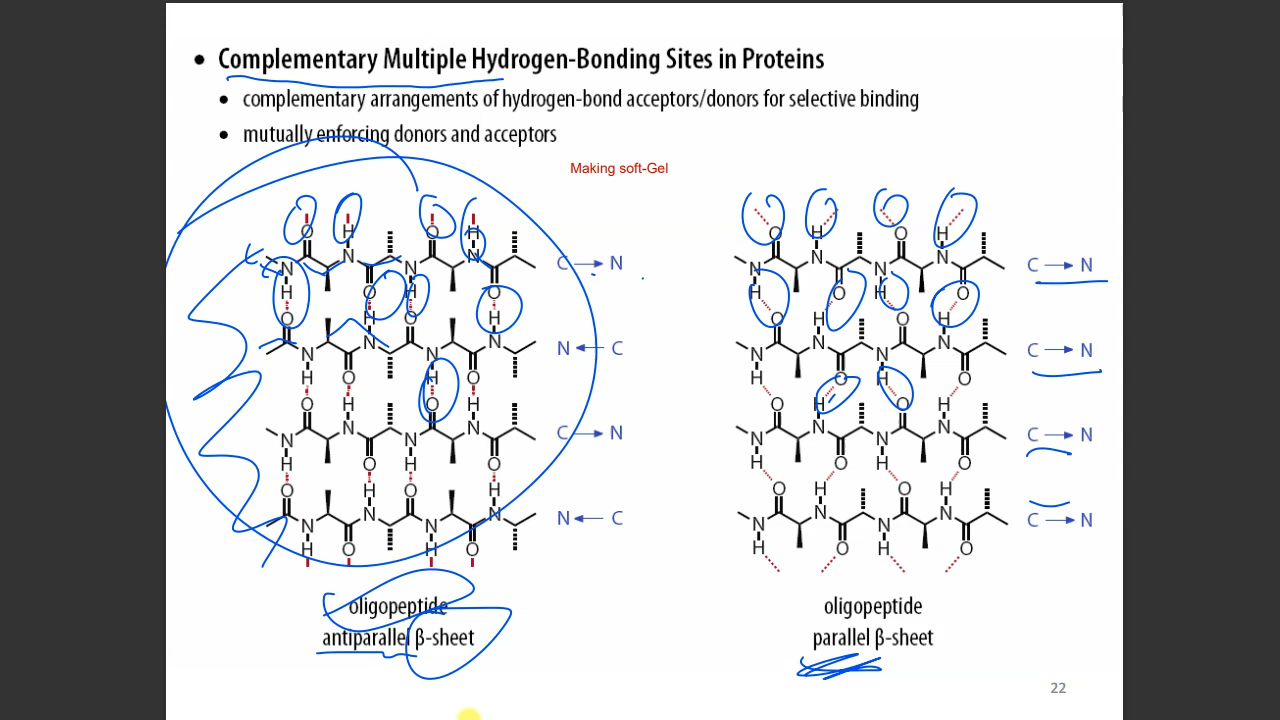 • Complementary Multiple Hydrogen-Bonding Sites in Proteins
• complementary arrangements of hydrogen-bond acceptors/donors for selective binding
• mutually enforcing donors and acceptors
Making soft-Gel
O H O H
N N
N N
H O H O
C → N
O H O H
N N
N N
H O H O
N ← C
O H O H
N N
N N
H O H O
C → N
O H O H
N N
N N
H O H O
N ← C
oligopeptide
antiparallel β-sheet
O H O H
N N
N N
H O H O
C → N
O H O H
N N
N N
H O H O
C → N
O H O H
N N
N N
H O H O
C → N
O H O H
N N
N N
H O H O
C → N
oligopeptide
parallel β-sheet
22